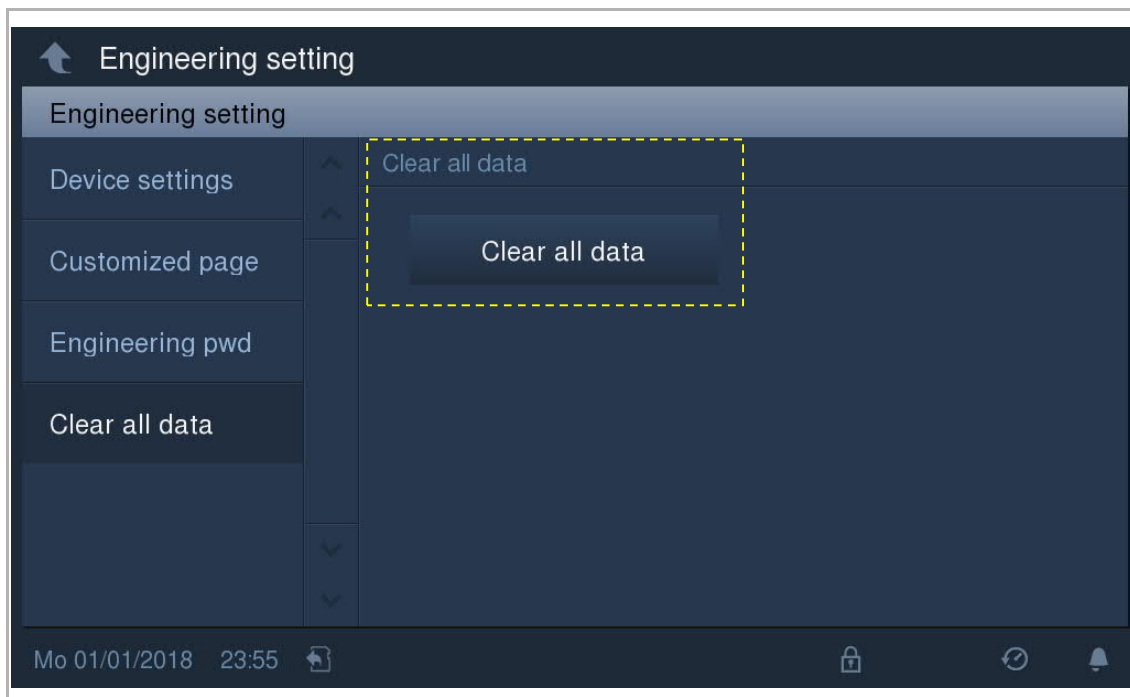 Engineering setting
Engineering setting
Device settings
Customized page
Engineering pwd
Clear all data
Clear all data
Clear all data
Mo 01/01/2018 23:55